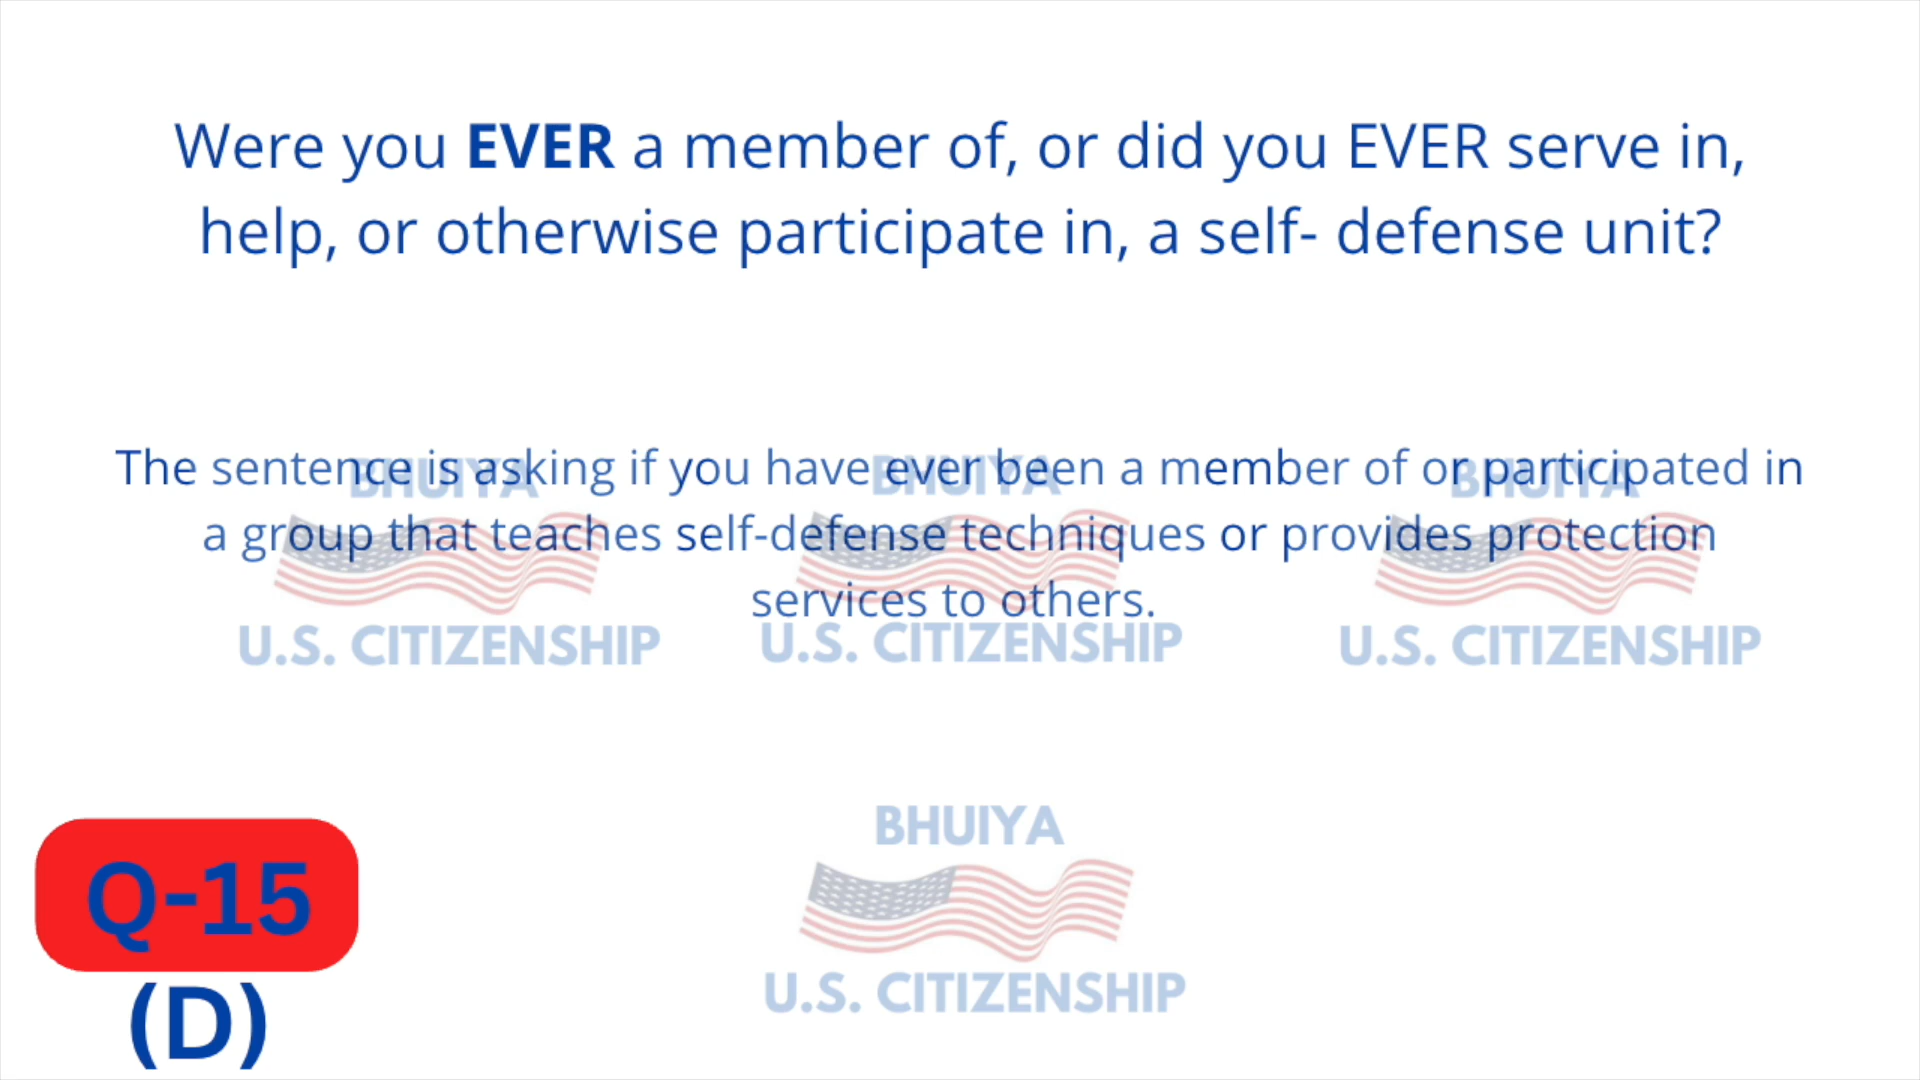 Were you EVER a member of, or did you EVER serve in,
help, or otherwise participate in, a self- defense unit?
The sentence is asking if you have ever been a member of or participated in
a group that teaches self-defense techniques or provides protection
services to others.
BHUIYA
U.S. CITIZENSHIP
BHUIYA
U.S. CITIZENSHIP
BHUIYA
U.S. CITIZENSHIP
BHUIYA
U.S. CITIZENSHIP
Q-15
(D)